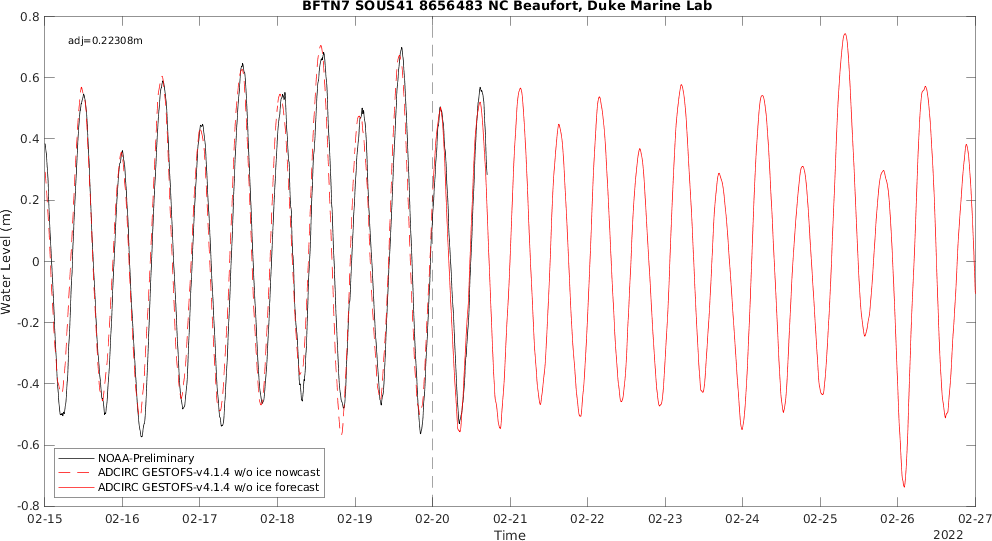 BFTN7 SOUS41 8656483 NC Beaufort, Duke Marine Lab
0.8
adj=0.22308m
0.6
0.4
0.2
0
-0.2
-0.4
-0.6
-0.8
Water Level (m)
NOAA-Preliminary
ADCIRC GESTOFS-v4.1.4 w/o ice nowcast
ADCIRC GESTOFS-v4.1.4 w/o ice forecast
02-15 02-16 02-17 02-18 02-19 02-20 02-21 02-22 02-23 02-24 02-25 02-26 02-27
Time
2022